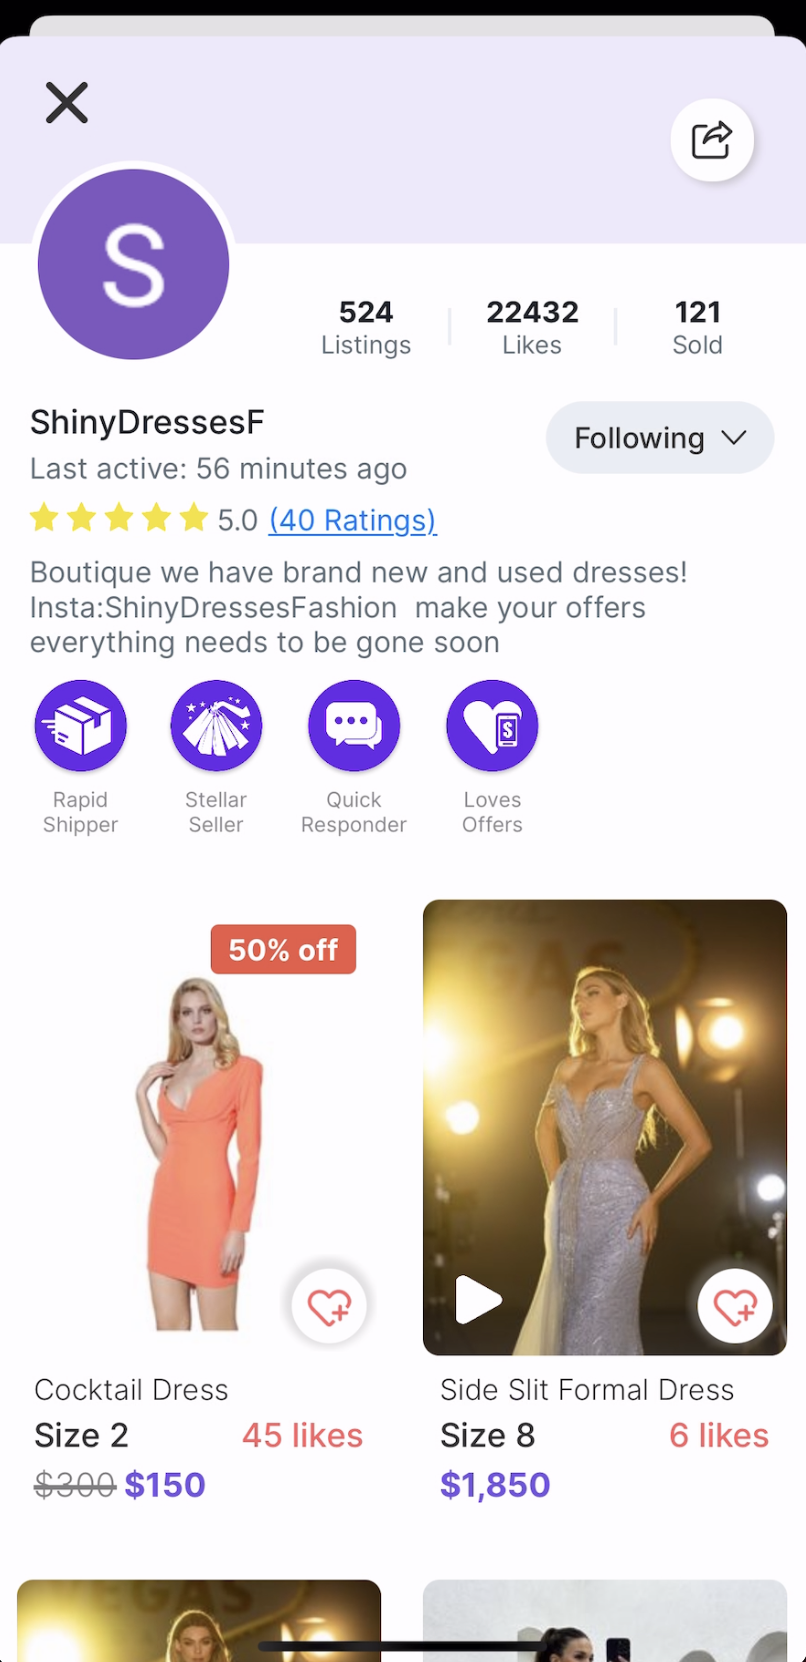 S
524
Listings
22432
Likes
121
Sold
ShinyDressesF
Following
Last active: 56 minutes ago
5.0 (40 Ratings)
Boutique we have brand new and used dresses!
Insta:ShinyDressesFashion  make your offers
everything needs to be gone soon
Rapid
Shipper
Stellar
Seller
Quick
Responder
$
Loves
Offers
50% off
VEGAS
Cocktail Dress
Size 2
45 likes
$300 $150
Side Slit Formal Dress
Size 8
6 likes
$1,850
VEGAS